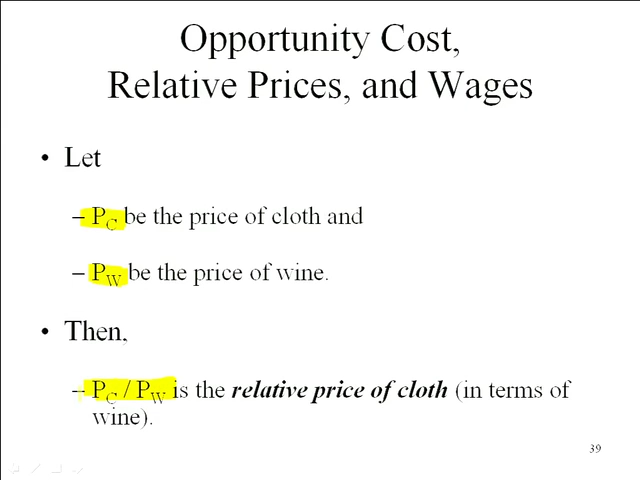 Opportunity Cost,
Relative Prices, and Wages
• Let
– P_C be the price of cloth and
– P_W be the price of wine.
• Then,
– P_C / P_W is the relative price of cloth (in terms of
wine).
39